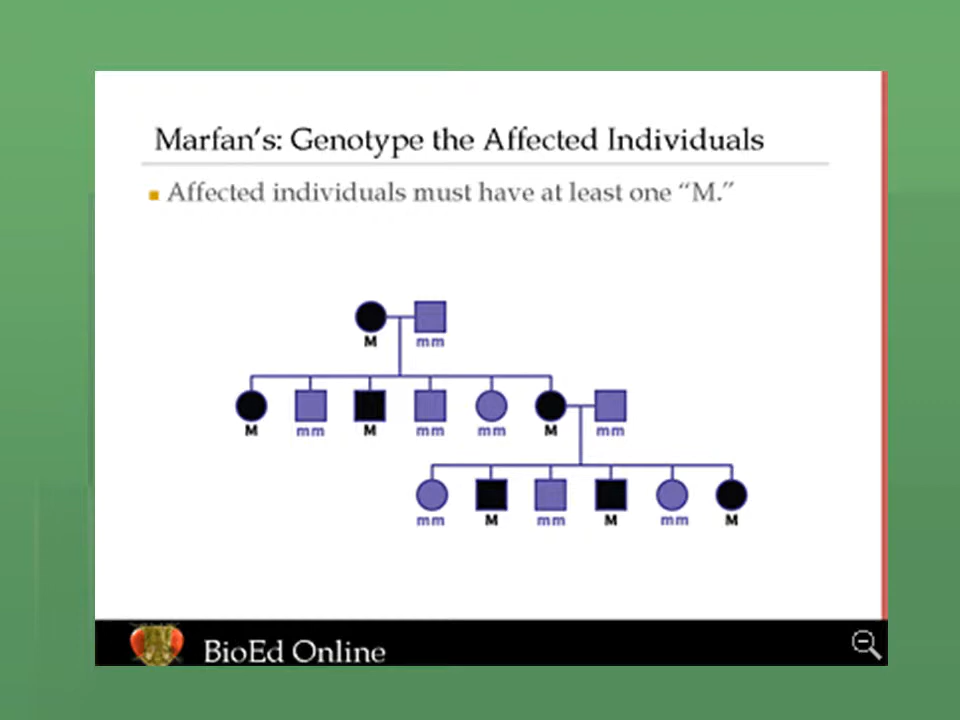 Marfan's: Genotype the Affected Individuals
Affected individuals must have at least one “M.”
M mm
M mm M mm mm M mm
mm M mm M mm M
BioEd Online